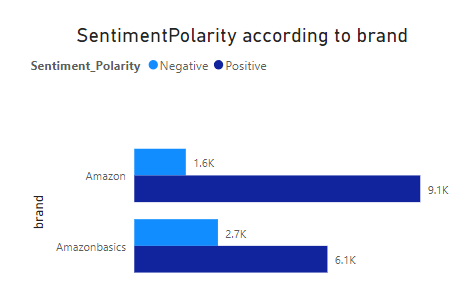 SentimentPolarity according to brand
Sentiment_Polarity Negative Positive
Amazon 1.6K
9.1K
brand
Amazonbasics 2.7K
6.1K